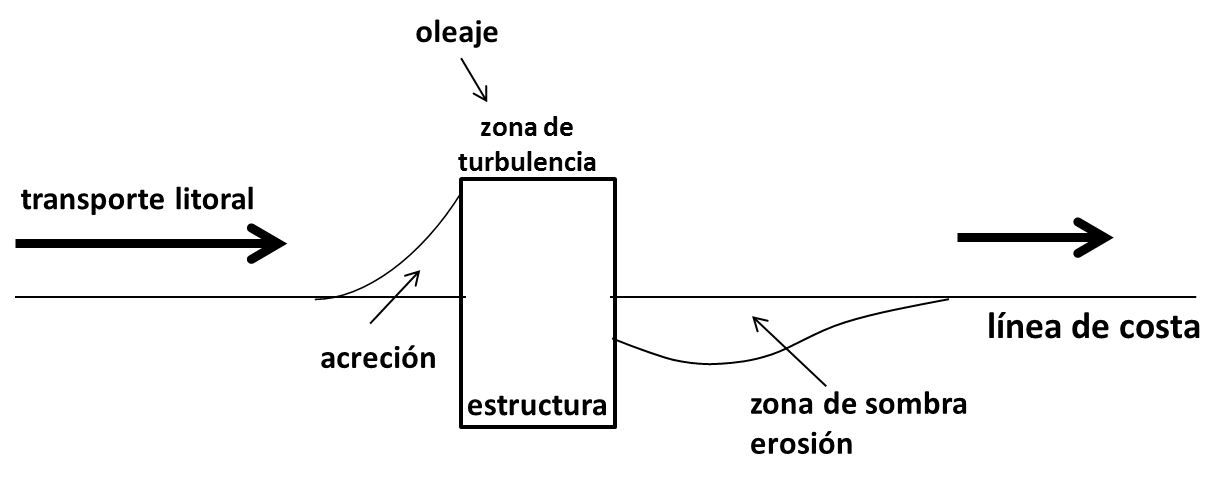 oleaje
zona de
turbulencia
transporte litoral
línea de costa
acreción
estructura
zona de sombra
erosión